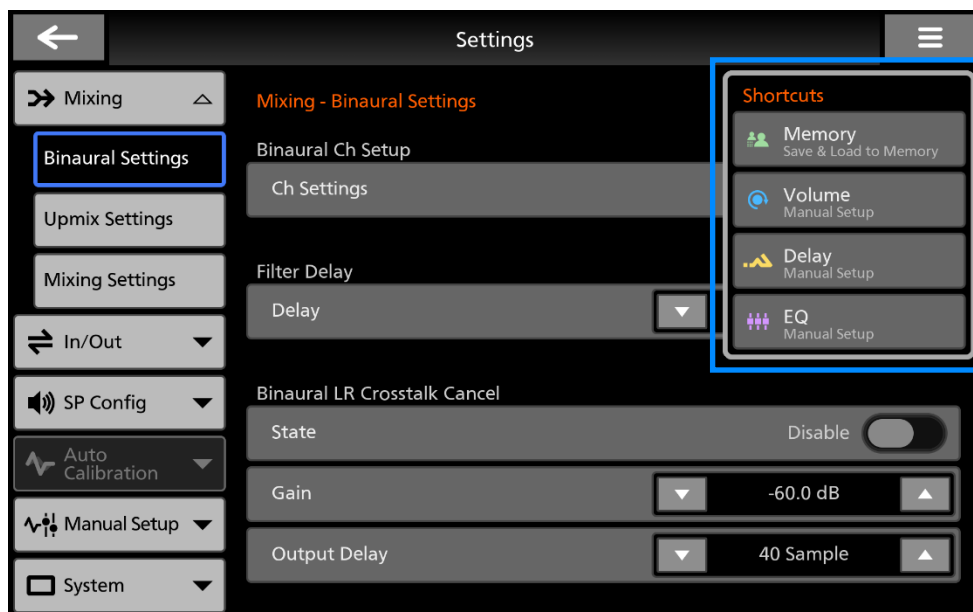 Settings
Mixing
Binaural Settings
Upmix Settings
Mixing Settings
In/Out
SP Config
Auto
Calibration
Manual Setup
System
Mixing - Binaural Settings
Binaural Ch Setup
Ch Settings
Filter Delay
Delay
Binaural LR Crosstalk Cancel
State
Disable
Gain
-60.0 dB
Output Delay
40 Sample
Shortcuts
Memory
Save & Load to Memory
Volume
Manual Setup
Delay
Manual Setup
EQ
Manual Setup